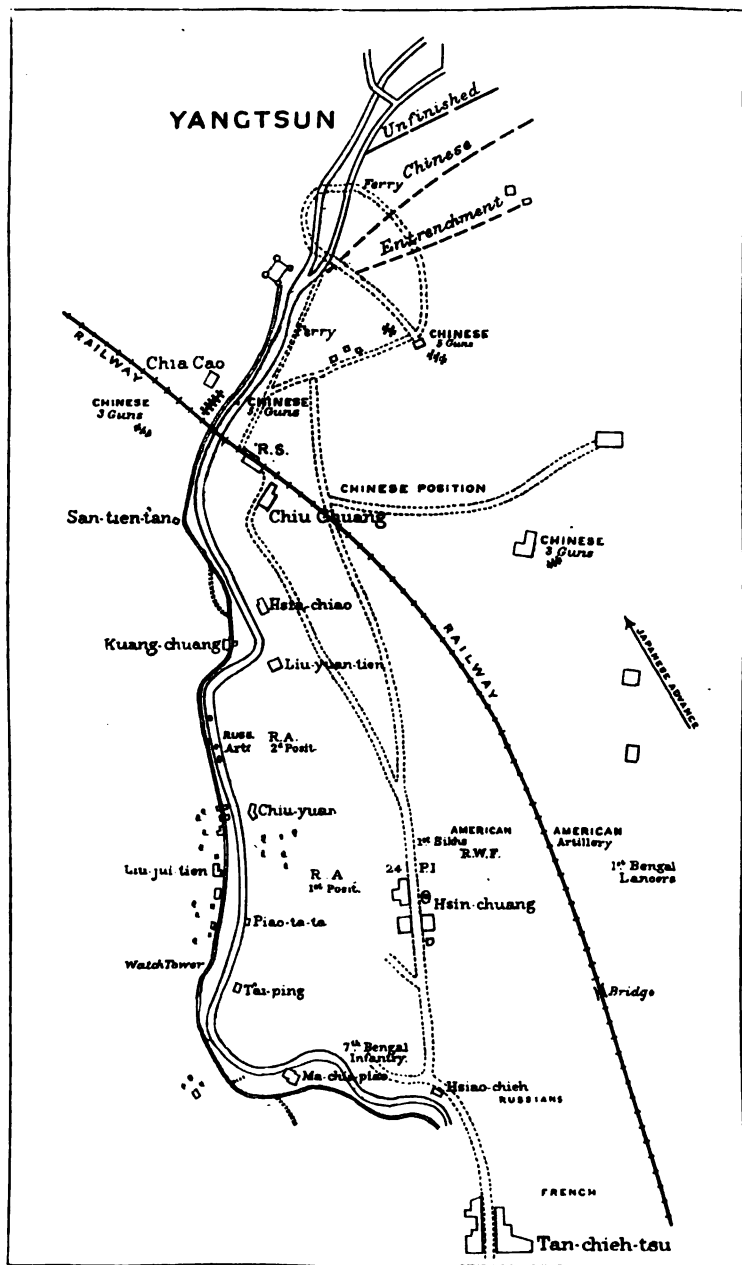 YANGTSUN
Unfinished
Chinese
Entrenchment
Ferry
Ferry
CHINESE
5 Guns
RAILWAY
Chia Cao
CHINESE
3 Guns
CHINESE
Guns
R.S.
CHINESE POSITION
San-tien-tan
Chiu Chuang
CHINESE
3 Guns
Hsia-chiao
Kuang-chuang
Liu-yuan-tien
RAILWAY
JAPANESE ADVANCE
RUSS.
Arty
R.A.
2d Posit.
Chiu-yuan
AMERICAN
1st Sikhs
R.W.F.
AMERICAN
Artillery
Liu-jui-tien
R.A
1st Posit.
24 P.I
1st Bengal
Lancers
Hsin-chuang
Piao-ta-ta
Watch Tower
Tai-ping
Bridge
7th Bengal
Infantry.
Ma-chia-piao
Hsiao-chieh
RUSSIANS
FRENCH
Tan-chieh-tsu